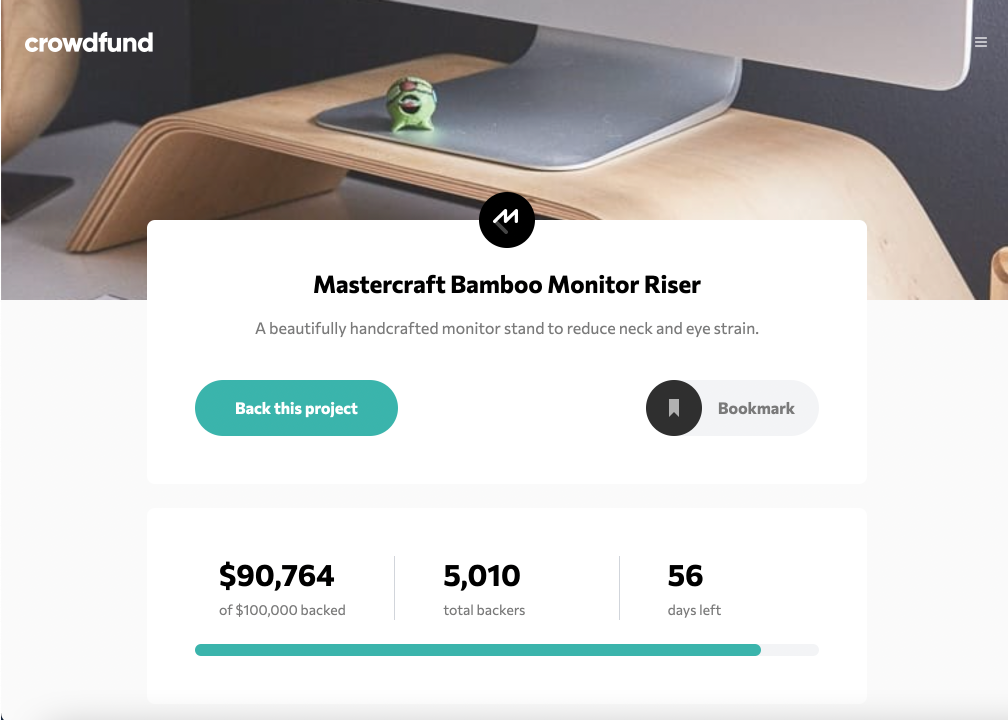 crowdfund
Mastercraft Bamboo Monitor Riser
A beautifully handcrafted monitor stand to reduce neck and eye strain.
Back this project
Bookmark
$90,764
of $100,000 backed
5,010
total backers
56
days left